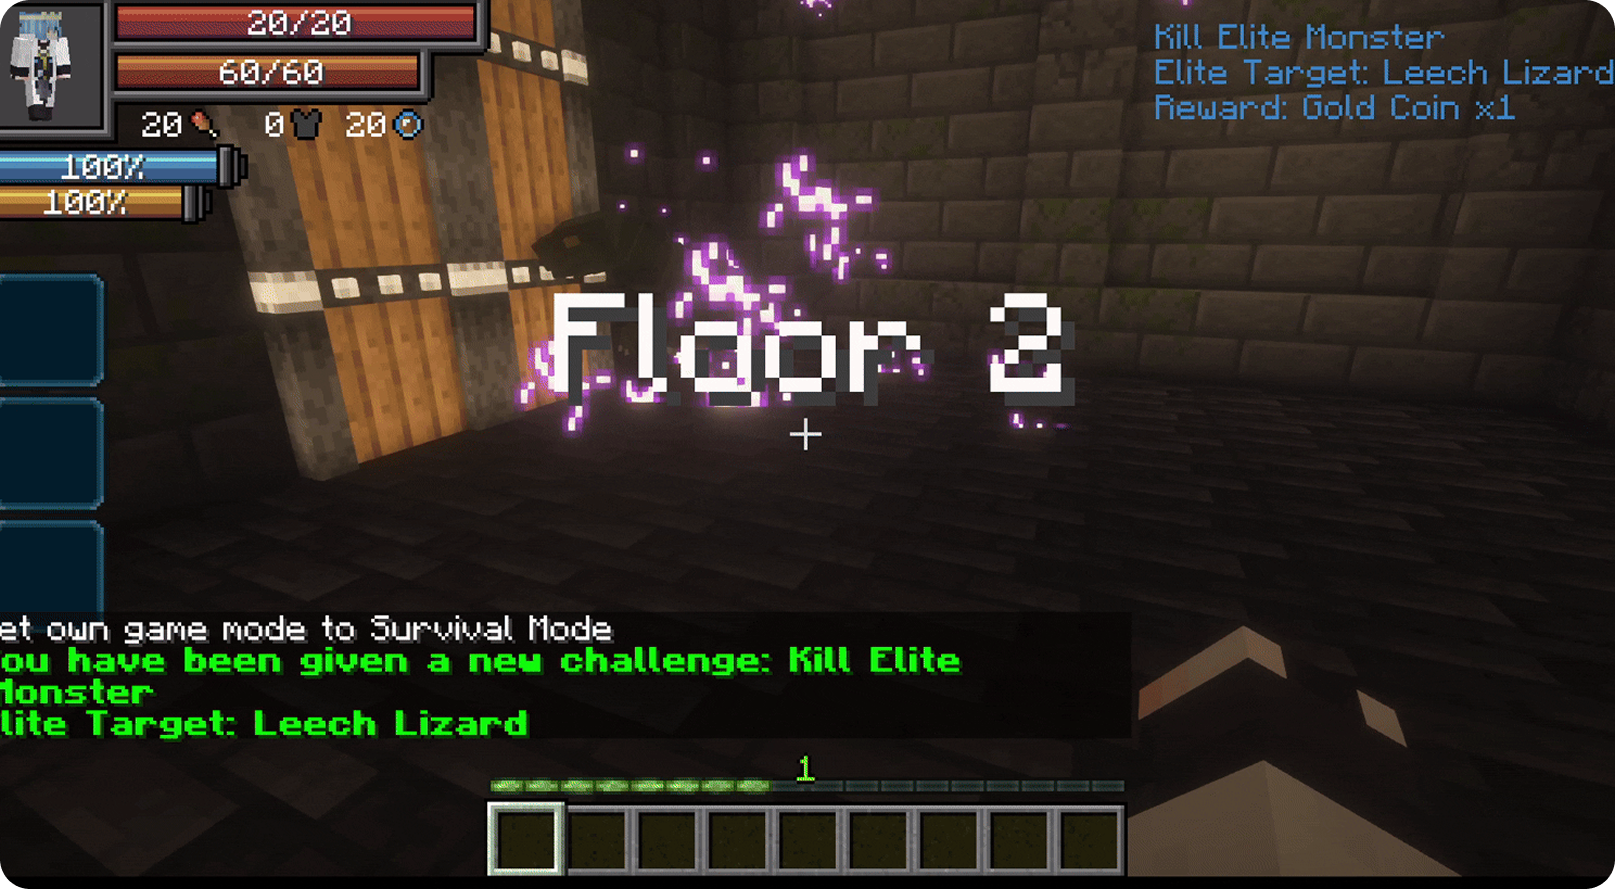 20/20
60/60
20 0 20
100%
100%
Kill Elite Monster
Elite Target: Leech Lizard
Reward: Gold Coin x1
Floor 2
et own game mode to Survival Mode
ou have been given a new challenge: Kill Elite
Monster
lite Target: Leech Lizard
1